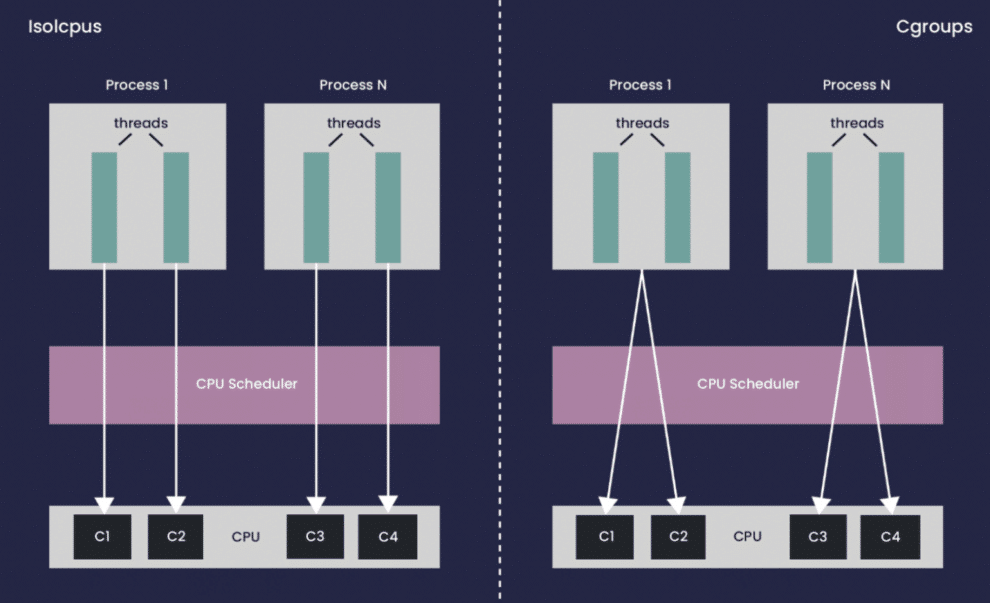 Isolcpus
Process 1
Process N
threads
threads
CPU Scheduler
C1
C2
CPU
C3
C4
Cgroups
Process 1
Process N
threads
threads
CPU Scheduler
C1
C2
CPU
C3
C4